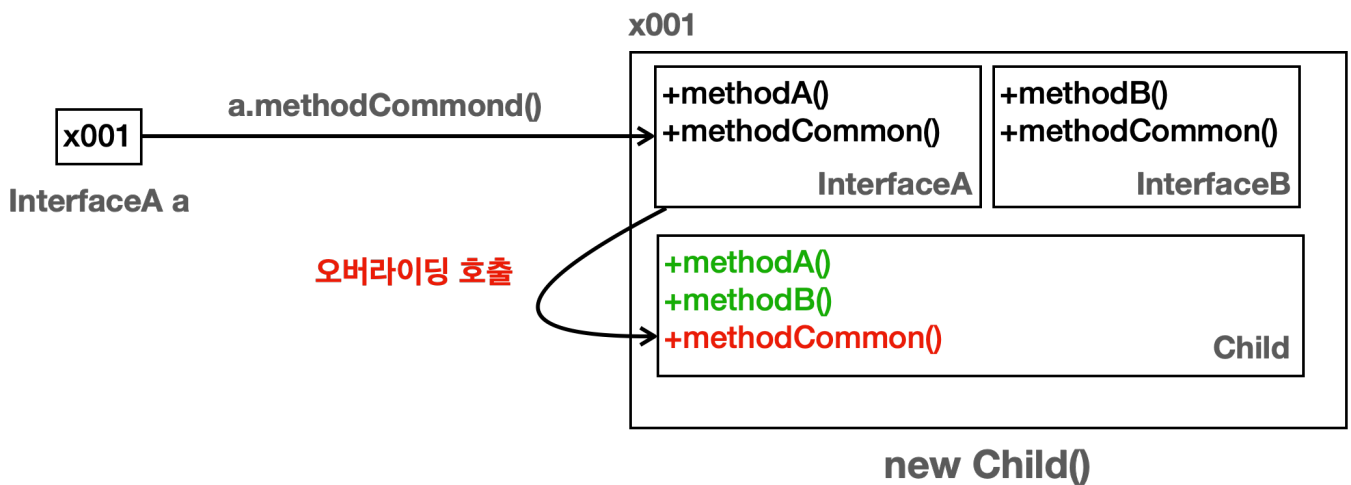 x001
a.methodCommond()
x001
InterfaceA a
+methodA()
+methodCommon()
InterfaceA
+methodB()
+methodCommon()
InterfaceB
오버라이딩 호출
+methodA()
+methodB()
+methodCommon()
Child
new Child()